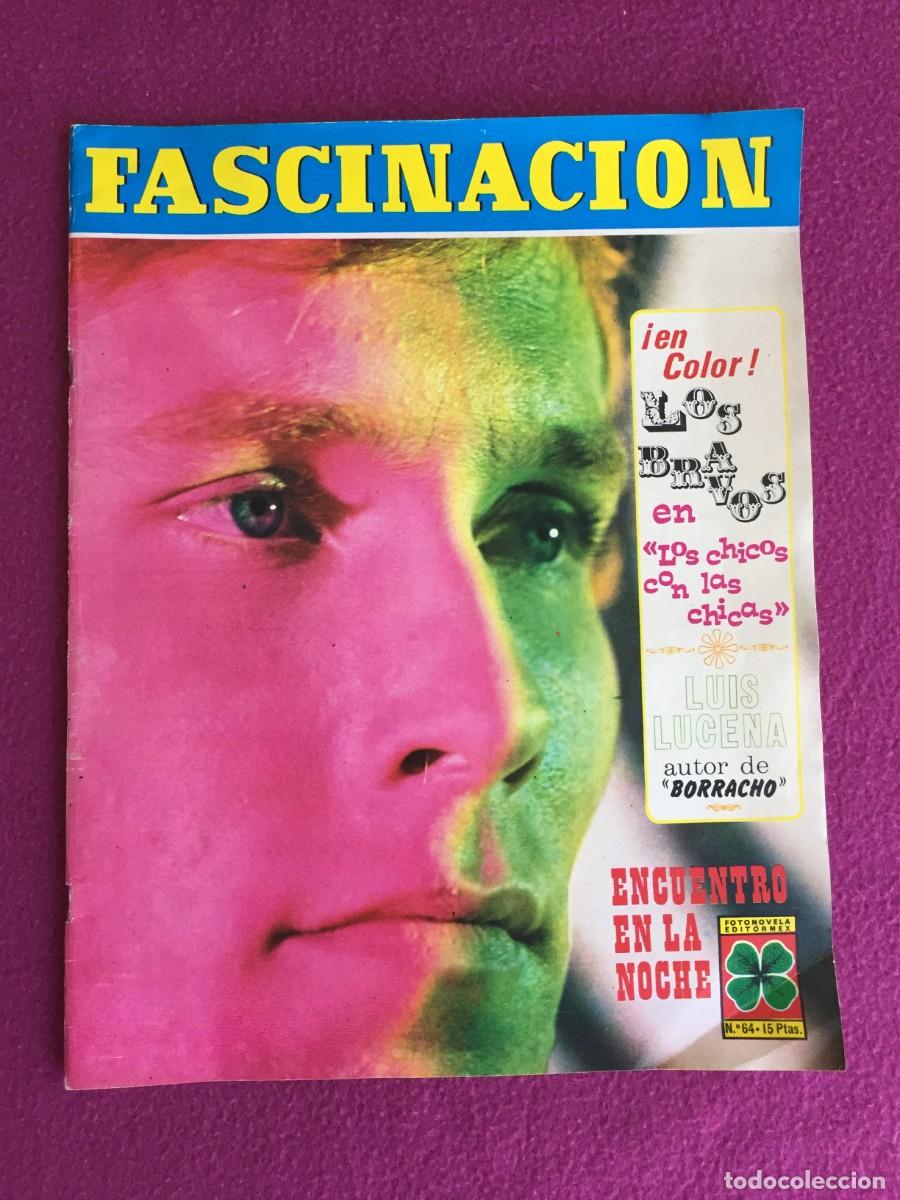 FASCINACION
¡en
Color!
LOS
BRAVOS
en
«Los chicos
con las
chicas»
LUIS
LUCENA
autor de
"BORRACHO"
ENCUENTRO
EN LA
NOCHE
FOTONOVELA
EDITORMEX
N.º 64 - 15 Ptas.
todocoleccion